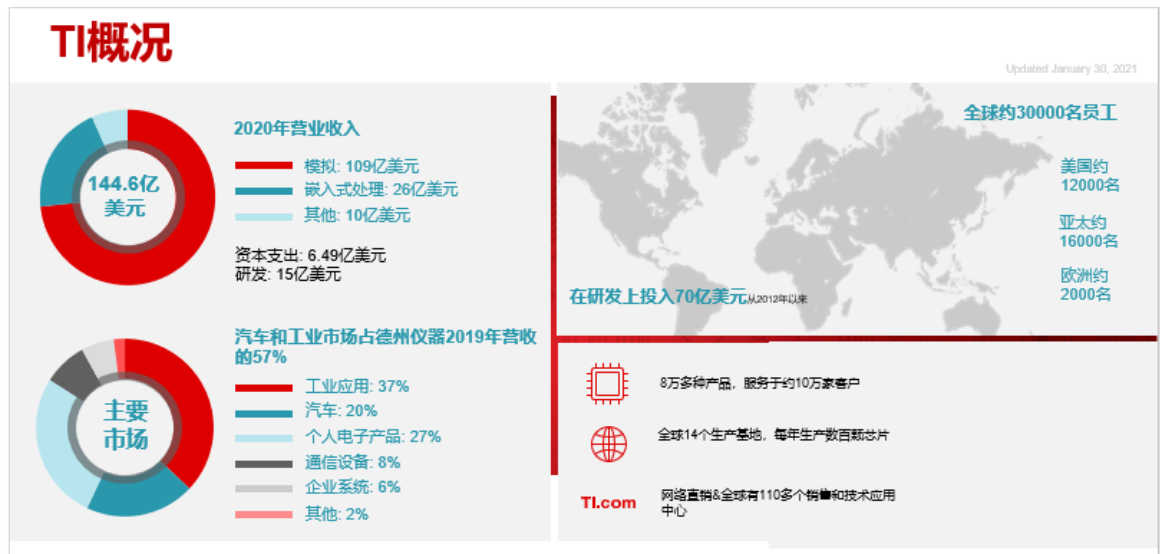 TI概况
Updated January 30, 2021
144.6亿
美元
2020年营业收入
模拟: 109亿美元
嵌入式处理: 26亿美元
其他: 10亿美元
资本支出: 6.49亿美元
研发: 15亿美元
主要
市场
汽车和工业市场占德州仪器2019年营收
的57%
工业应用: 37%
汽车: 20%
个人电子产品: 27%
通信设备: 8%
企业系统: 6%
其他: 2%
全球约30000名员工
美国约
12000名
亚太约
16000名
欧洲约
2000名
在研发上投入70亿美元从2012年以来
8万多种产品，服务于约10万家客户
全球14个生产基地，每年生产数百颗芯片
TI.com
网络直销&全球有110多个销售和技术应用
中心